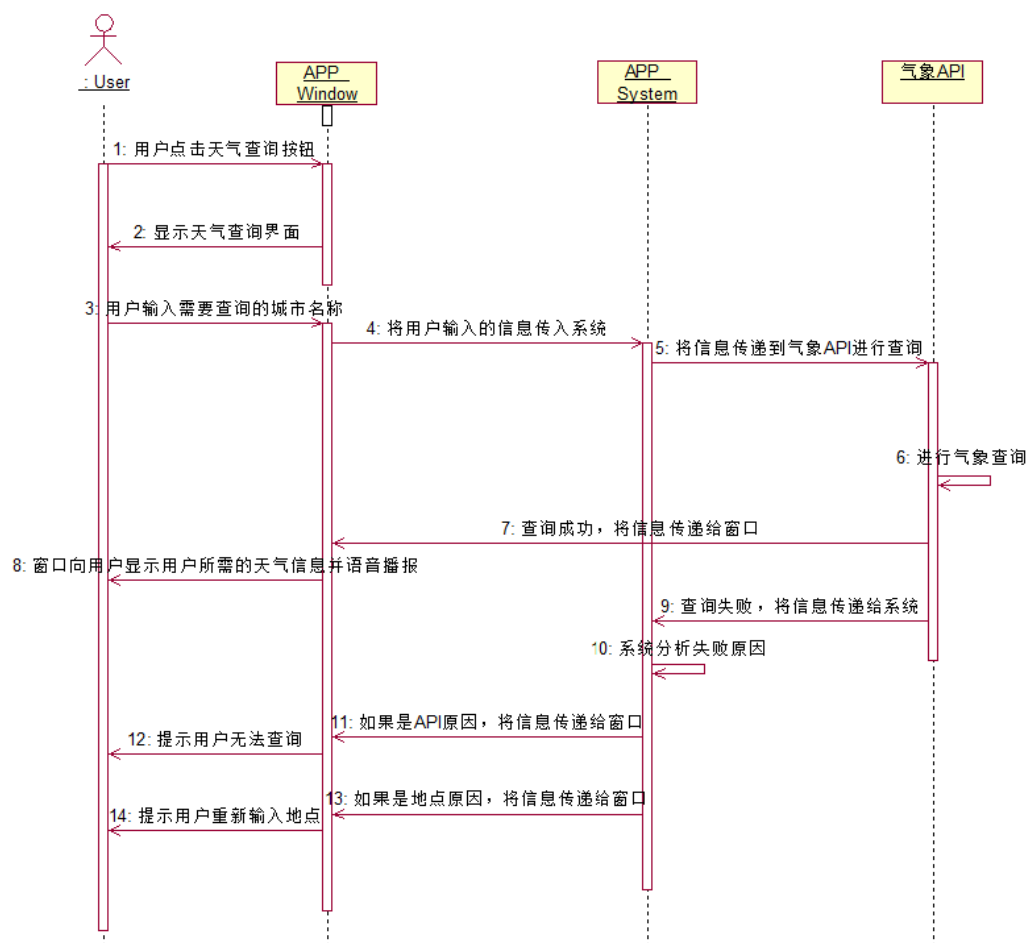 : User
APP
Window
APP
System
气象API
1: 用户点击天气查询按钮
2: 显示天气查询界面
3: 用户输入需要查询的城市名称
4: 将用户输入的信息传入系统
5: 将信息传递到气象API进行查询
6: 进行气象查询
7: 查询成功，将信息传递给窗口
8: 窗口向用户显示用户所需的天气信息并语音播报
9: 查询失败，将信息传递给系统
10: 系统分析失败原因
11: 如果是API原因，将信息传递给窗口
12: 提示用户无法查询
13: 如果是地点原因，将信息传递给窗口
14: 提示用户重新输入地点